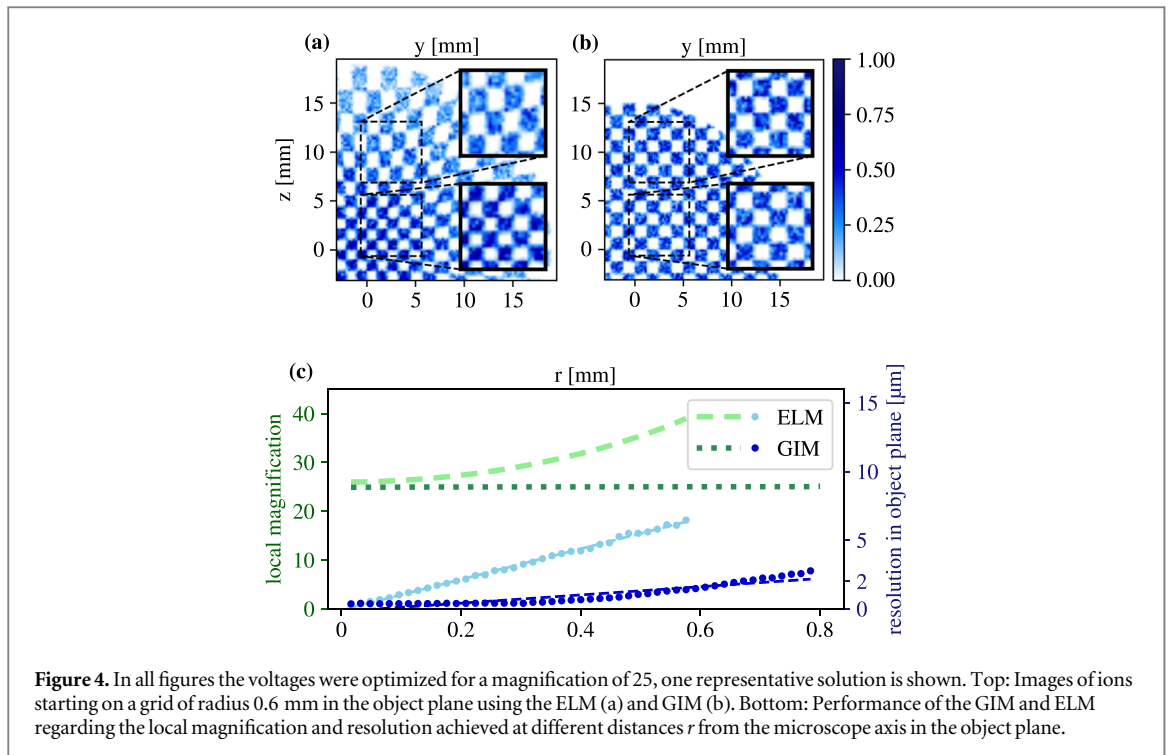 (a) y [mm] (b) y [mm]
1.00
0.75
0.50
0.25
0.00
z [mm]
15
10
5
0
15
10
5
0
0 5 10 15
0 5 10 15
(c) r [mm]
local magnification
40
30
20
10
0
ELM
GIM
15
10
5
2
0
resolution in object plane [μm]
0 0.2 0.4 0.6 0.8
Figure 4. In all figures the voltages were optimized for a magnification of 25, one representative solution is shown. Top: Images of ions
starting on a grid of radius 0.6 mm in the object plane using the ELM (a) and GIM (b). Bottom: Performance of the GIM and ELM
regarding the local magnification and resolution achieved at different distances r from the microscope axis in the object plane.